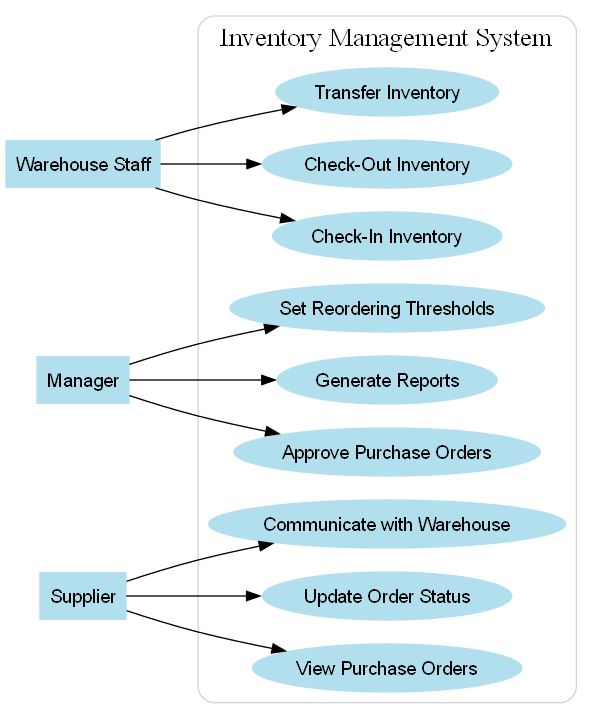 Inventory Management System
Transfer Inventory
Warehouse Staff
Check-Out Inventory
Check-In Inventory
Set Reordering Thresholds
Manager
Generate Reports
Approve Purchase Orders
Communicate with Warehouse
Supplier
Update Order Status
View Purchase Orders